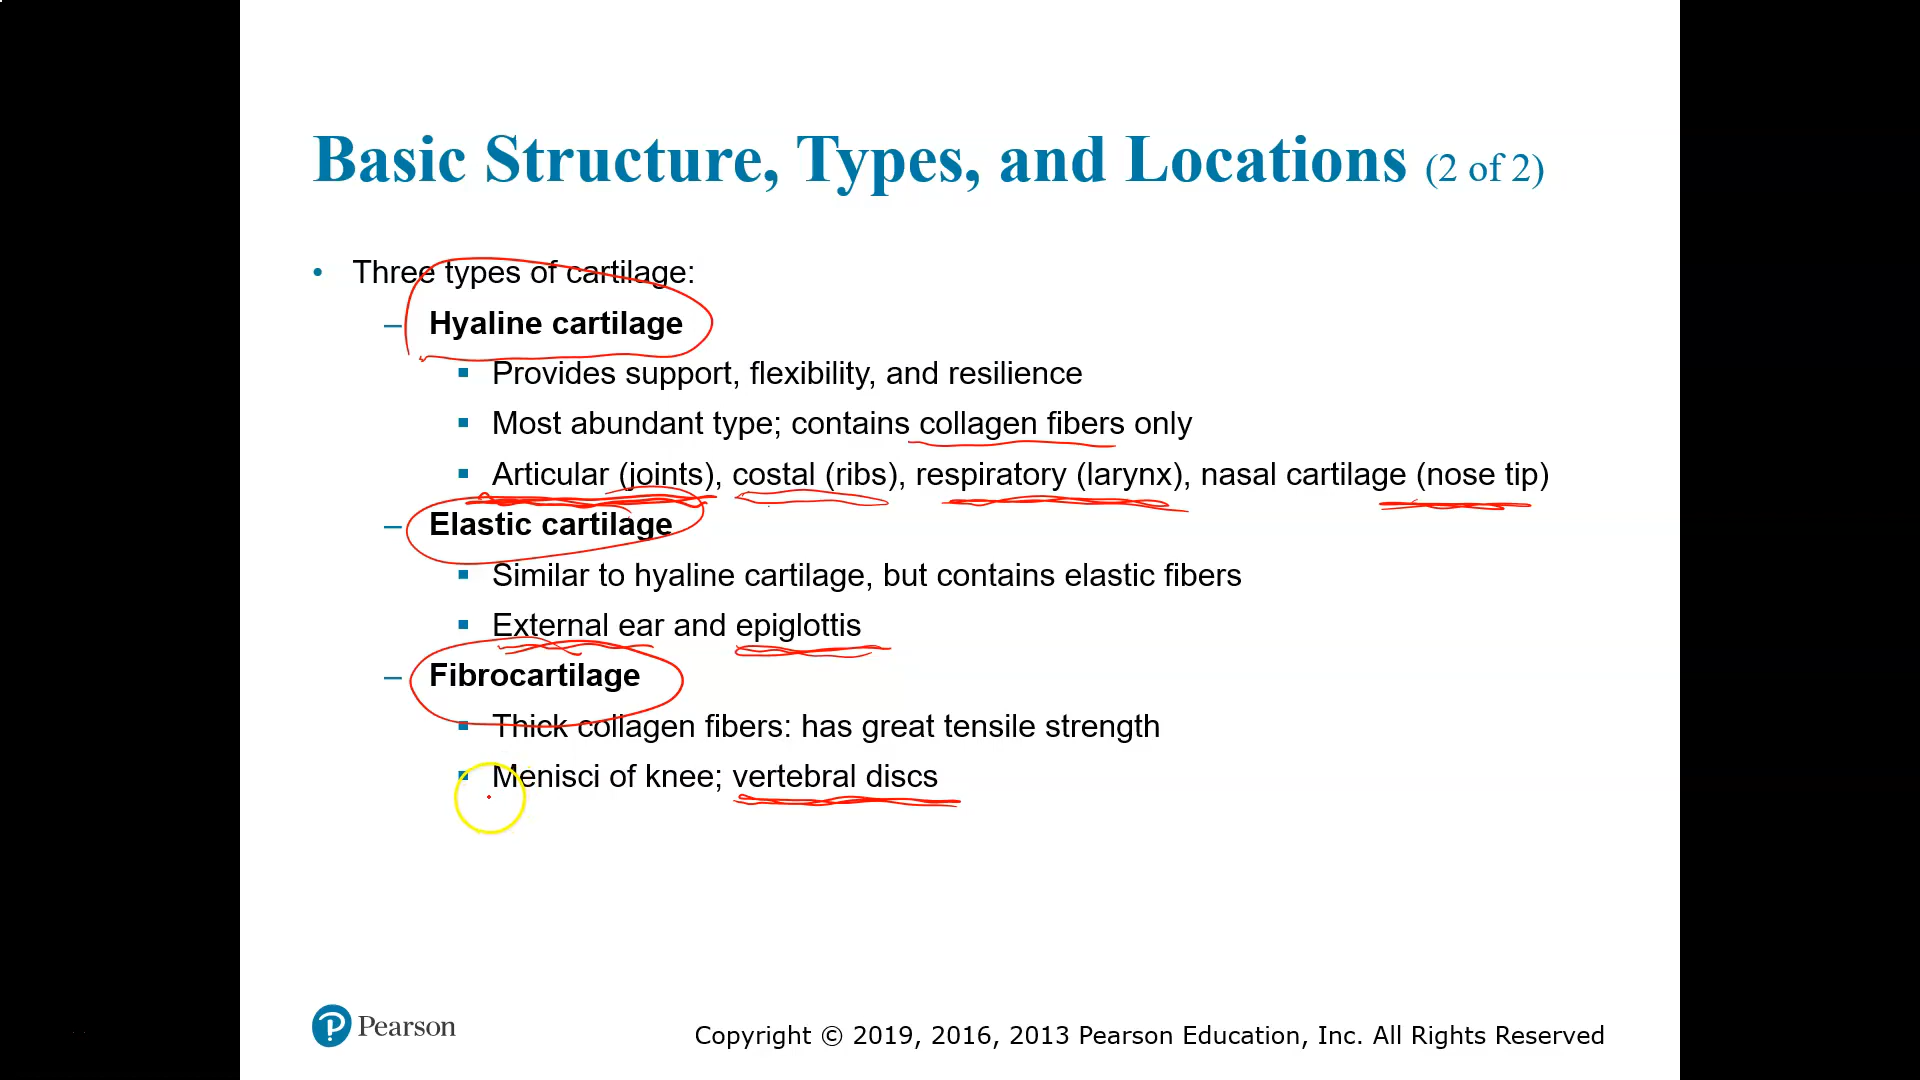 Basic Structure, Types, and Locations (2 of 2)
• Three types of cartilage:
– Hyaline cartilage
▪ Provides support, flexibility, and resilience
▪ Most abundant type; contains collagen fibers only
▪ Articular (joints), costal (ribs), respiratory (larynx), nasal cartilage (nose tip)
– Elastic cartilage
▪ Similar to hyaline cartilage, but contains elastic fibers
▪ External ear and epiglottis
– Fibrocartilage
▪ Thick collagen fibers: has great tensile strength
▪ Menisci of knee; vertebral discs
Pearson
Copyright © 2019, 2016, 2013 Pearson Education, Inc. All Rights Reserved